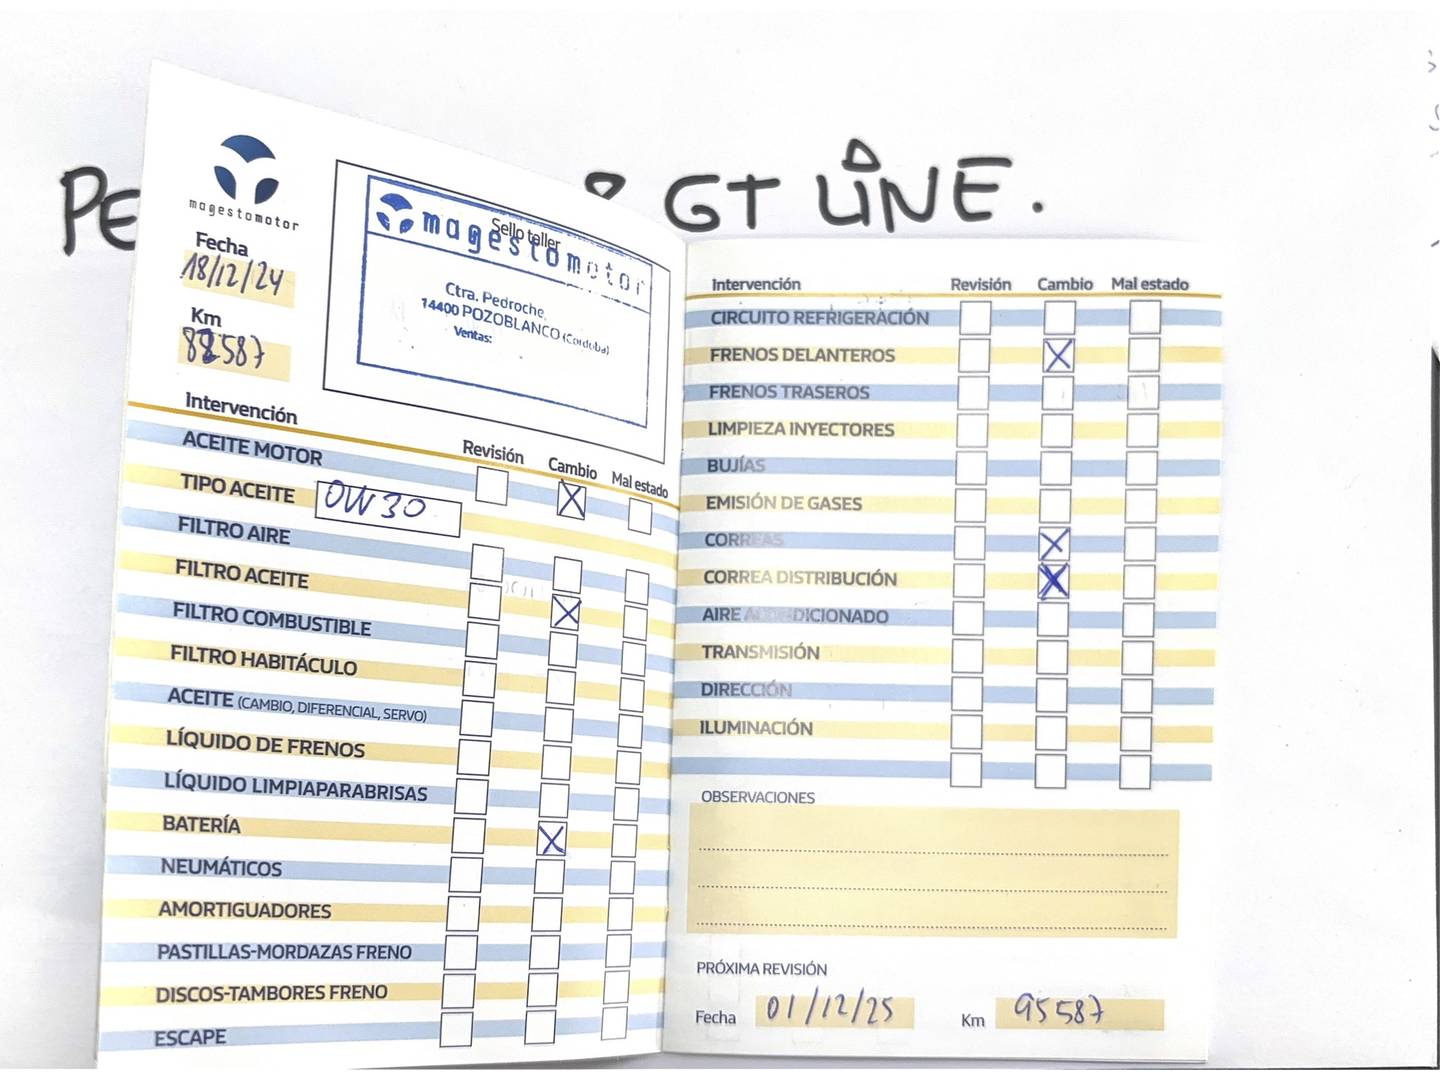 PE
GT LINE.
magestomotor
Fecha
18/12/24
Km
82587
Sello taller
magestomotor
Ctra. Pedroche,
14400 POZOBLANCO (Córdoba)
Ventas:
Intervención Revisión Cambio Mal estado
ACEITE MOTOR X
TIPO ACEITE 0W30
FILTRO AIRE
FILTRO ACEITE X
FILTRO COMBUSTIBLE
FILTRO HABITÁCULO
ACEITE (CAMBIO, DIFERENCIAL, SERVO)
LÍQUIDO DE FRENOS
LÍQUIDO LIMPIAPARABRISAS
BATERÍA X
NEUMÁTICOS
AMORTIGUADORES
PASTILLAS-MORDAZAS FRENO
DISCOS-TAMBORES FRENO
ESCAPE
Intervención Revisión Cambio Mal estado
CIRCUITO REFRIGERACIÓN
FRENOS DELANTEROS X
FRENOS TRASEROS
LIMPIEZA INYECTORES
BUJÍAS
EMISIÓN DE GASES
CORREAS X
CORREA DISTRIBUCIÓN X
AIRE ACONDICIONADO
TRANSMISIÓN
DIRECCIÓN
ILUMINACIÓN
OBSERVACIONES
PRÓXIMA REVISIÓN
Fecha 01/12/25 Km 95587